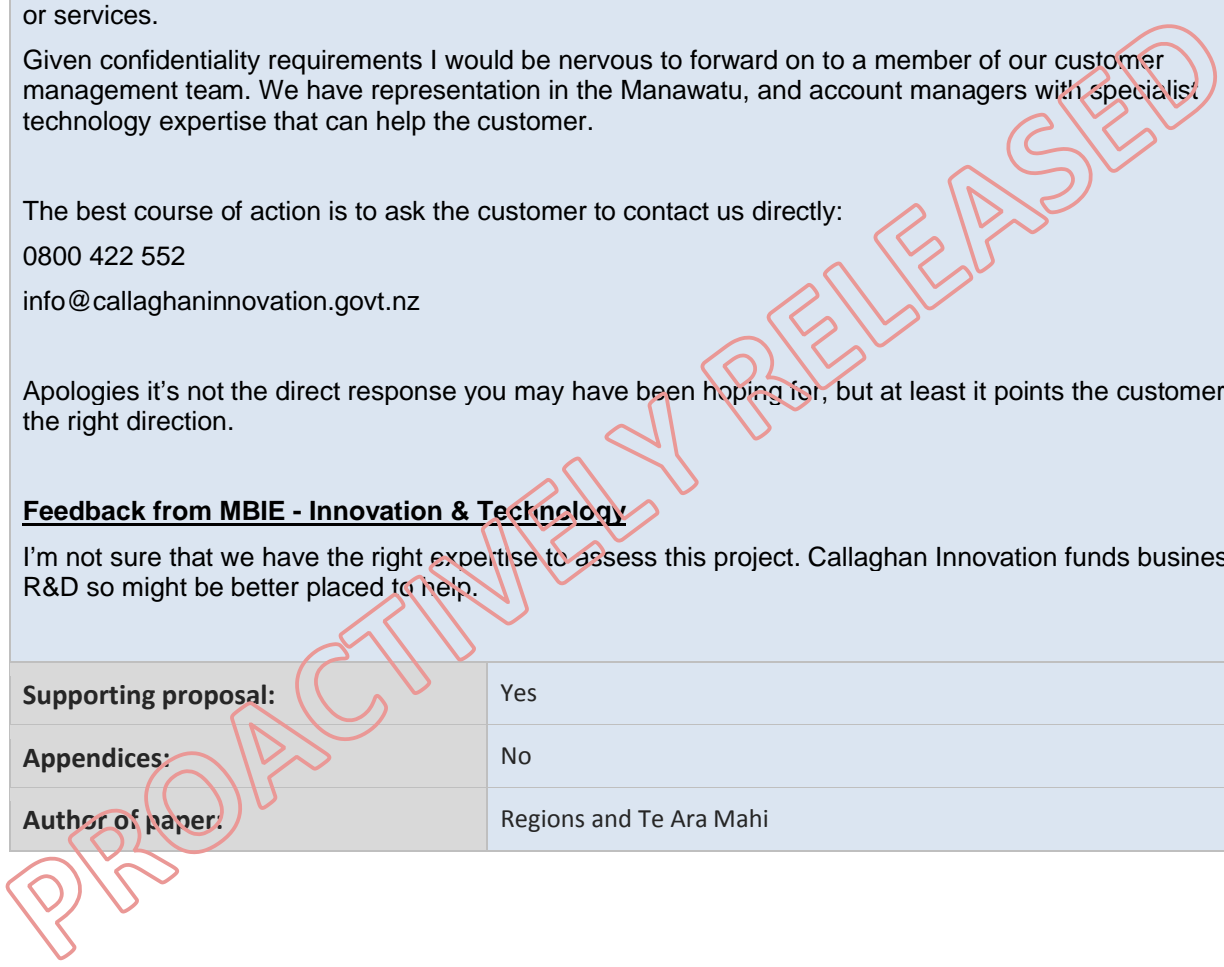 or services.
Given confidentiality requirements I would be nervous to forward on to a member of our customer
management team. We have representation in the Manawatu, and account managers with specialist
technology expertise that can help the customer.
The best course of action is to ask the customer to contact us directly:
0800 422 552
info@callaghaninnovation.govt.nz
Apologies it's not the direct response you may have been hoping for, but at least it points the customer
the right direction.
Feedback from MBIE - Innovation & Technology
I'm not sure that we have the right expertise to assess this project. Callaghan Innovation funds busines
R&D so might be better placed to help.
Supporting proposal: Yes
Appendices: No
Author of paper: Regions and Te Ara Mahi
PROACTIVELY RELEASED